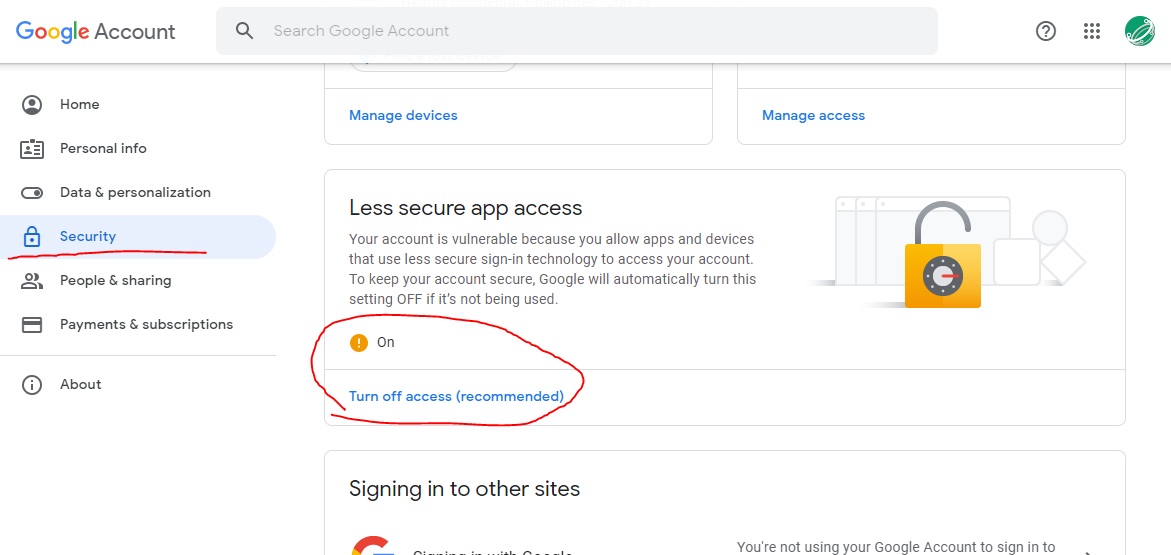 Google Account
Search Google Account
Home
Personal info
Data & personalization
Security
People & sharing
Payments & subscriptions
About
Manage devices
Manage access
Less secure app access
Your account is vulnerable because you allow apps and devices
that use less secure sign-in technology to access your account.
To keep your account secure, Google will automatically turn this
setting OFF if it's not being used.
On
Turn off access (recommended)
Signing in to other sites
Signing in with Google
You're not using your Google Account to sign in to